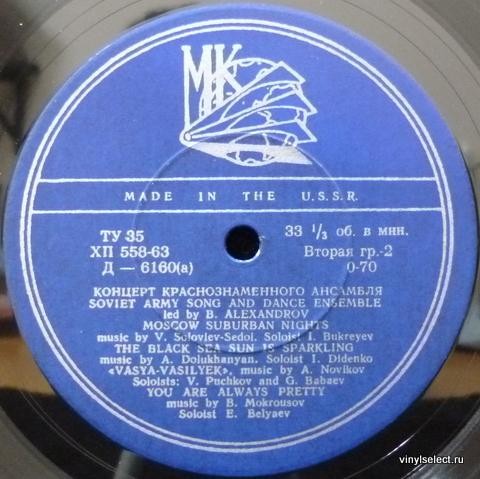 МК
MADE IN THE U.S.S.R.
ТУ 35
ХП 558-63
Д — 6160(а)
33 1/3 об. в мин.
Вторая гр.-2
0-70
КОНЦЕРТ КРАСНОЗНАМЕННОГО АНСАМБЛЯ
SOVIET ARMY SONG AND DANCE ENSEMBLE
led by B. ALEXANDROV
MOSCOW SUBURBAN NIGHTS
music by V. Soloviev-Sedoi. Soloist I. Bukreyev
THE BLACK SEA SUN IS SPARKLING
music by A. Dolukhanyan. Soloist I. Didenko
«VASYA-VASILYEK», music by A. Novikov
Soloists: V. Puchkov and G. Babaev
YOU ARE ALWAYS PRETTY
music by B. Mokrousov
Soloist E. Belyaev
vinylselect.ru